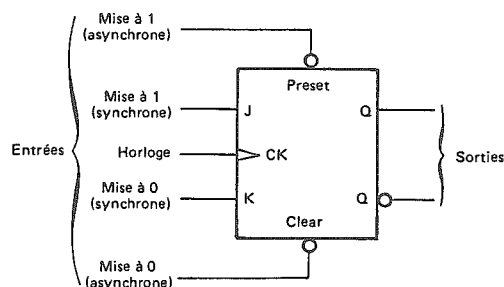 Mise à 1
(asynchrone)
Preset
Mise à 1
(synchrone)
J
Q
Entrées
Horloge
CK
Sorties
Mise à 0
(synchrone)
K
Q
Clear
Mise à 0
(asynchrone)